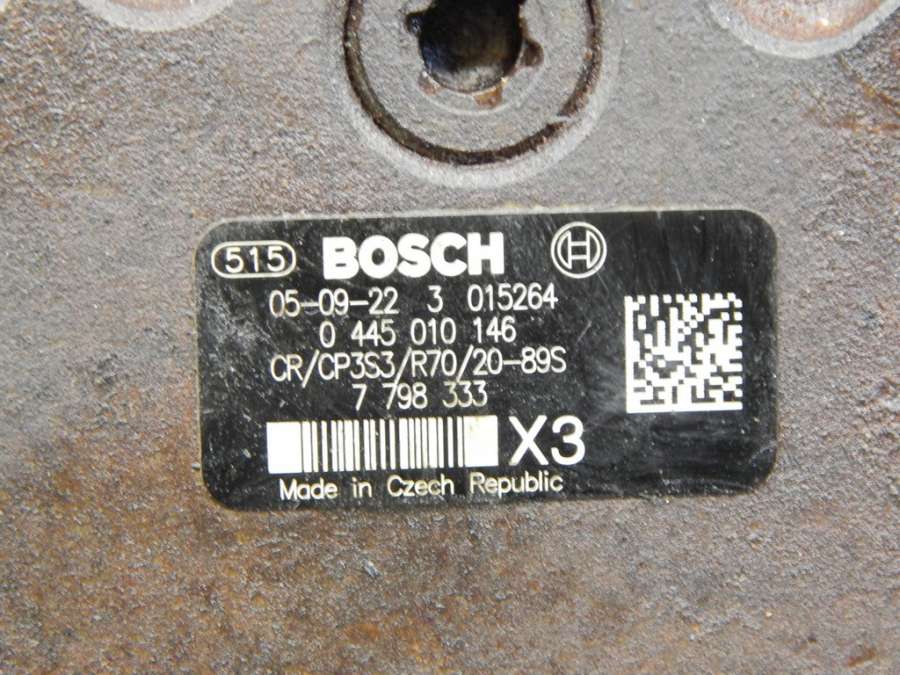 515 BOSCH
05-09-22 3 015264
0 445 010 146
CR/CP3S3/R70/20-89S
7 798 333
X3
Made in Czech Republic